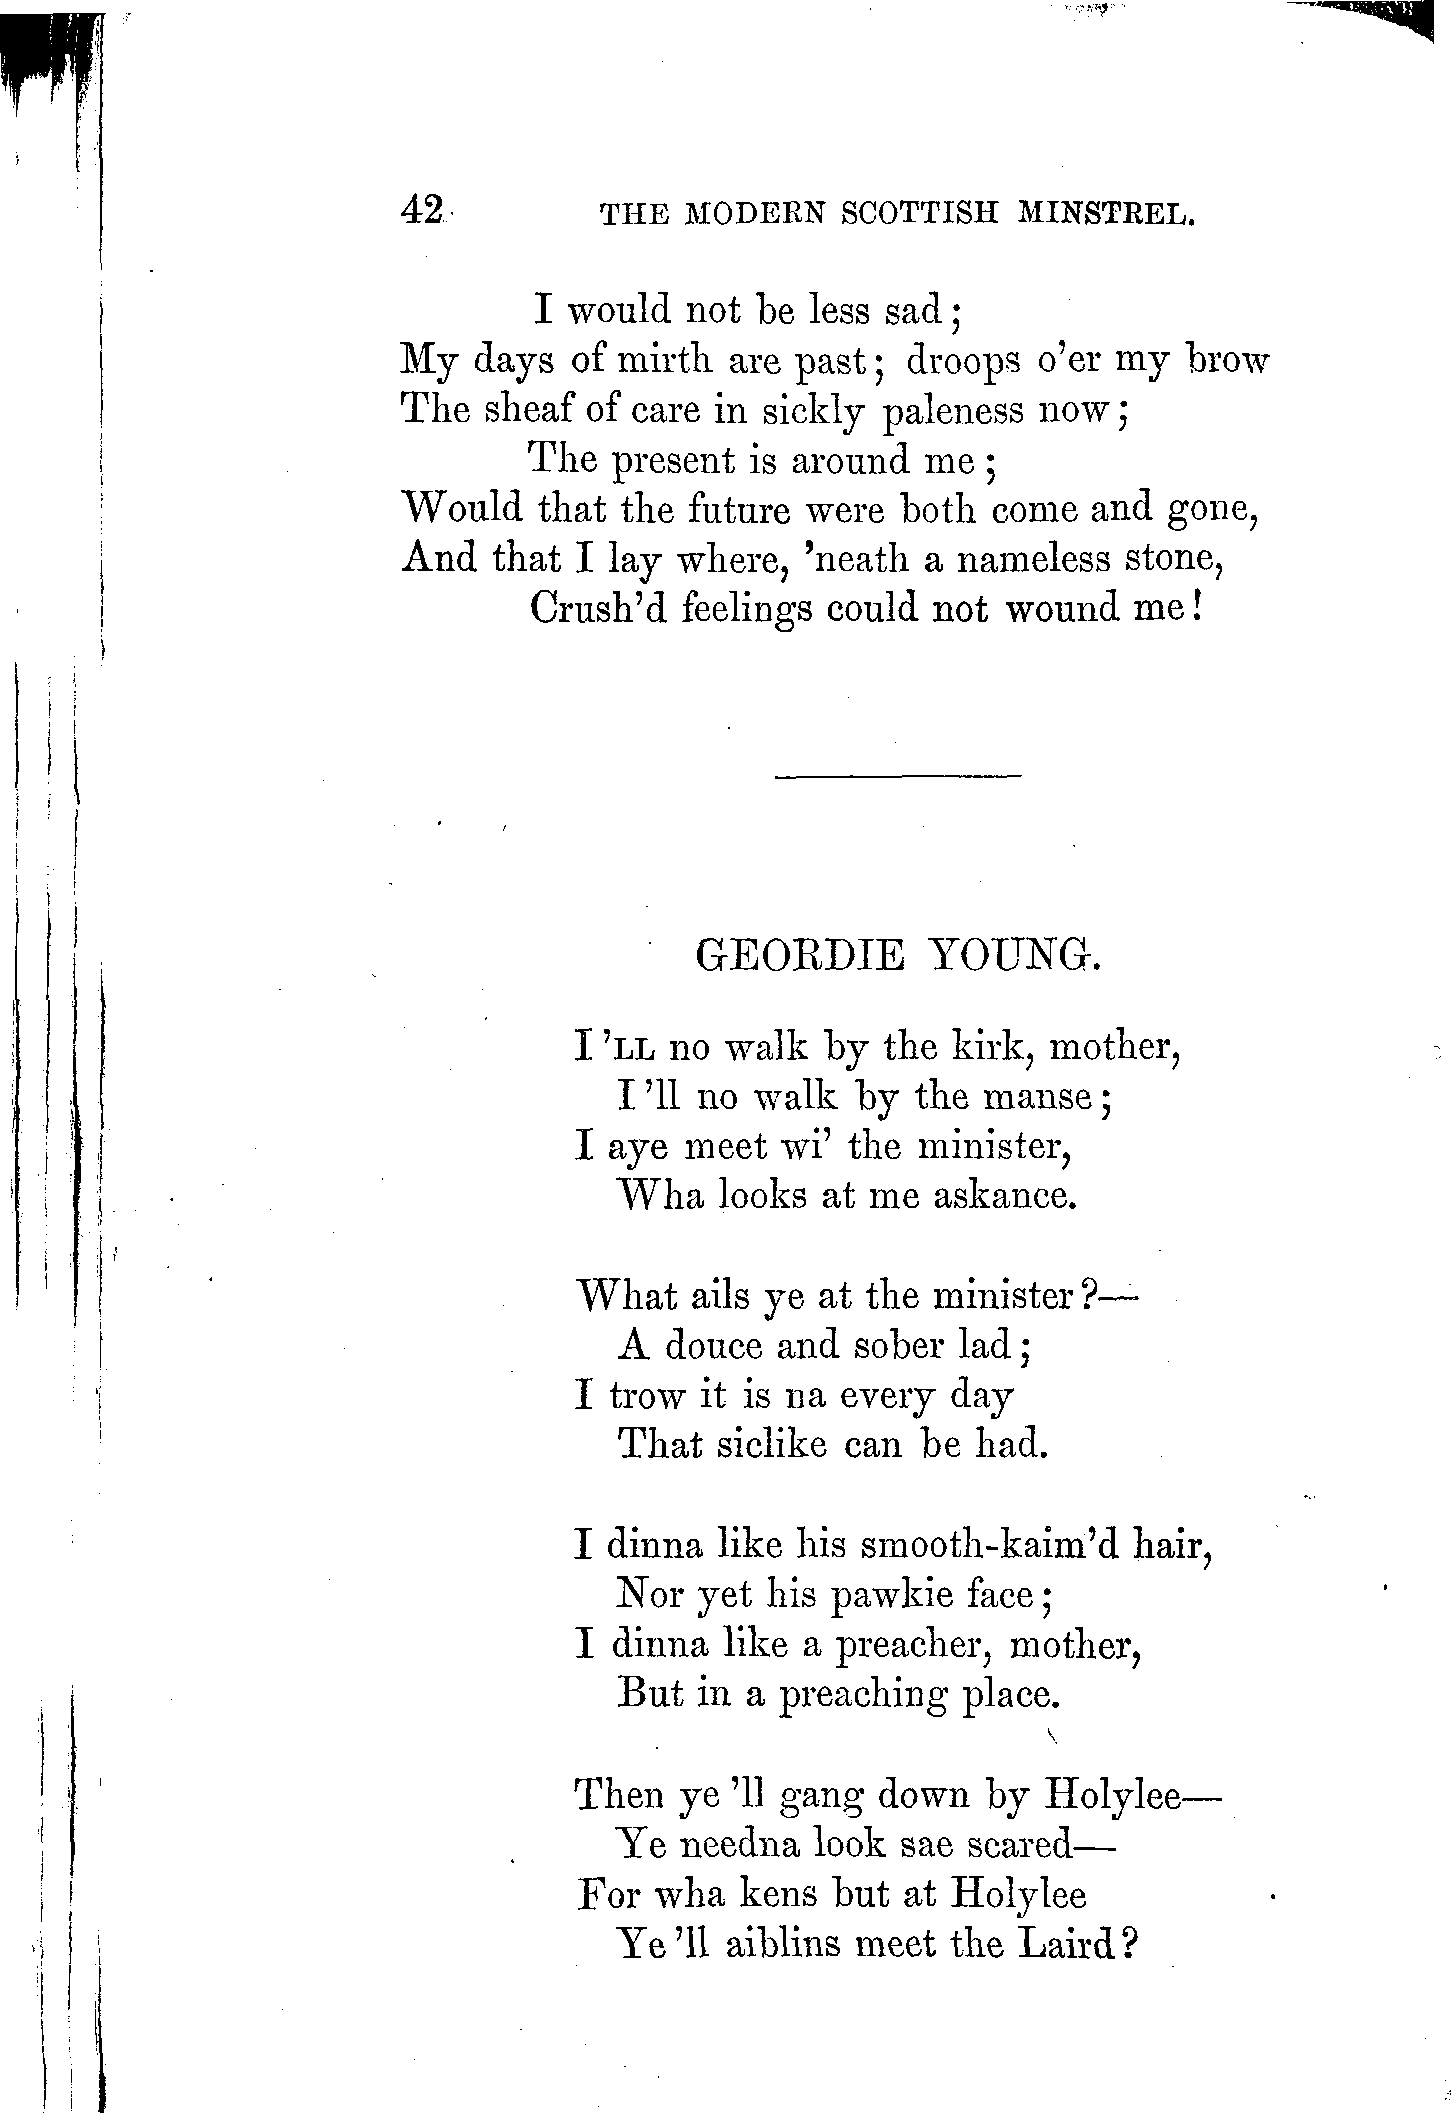 42 THE MODERN SCOTTISH MINSTREL.
I would not be less sad;
My days of mirth are past; droops o'er my brow
The sheaf of care in sickly paleness now;
The present is around me;
Would that the future were both come and gone,
And that I lay where, 'neath a nameless stone,
Crush'd feelings could not wound me!
GEORDIE YOUNG.
I 'LL no walk by the kirk, mother,
I 'll no walk by the manse;
I aye meet wi' the minister,
Wha looks at me askance.
What ails ye at the minister?—
A douce and sober lad;
I trow it is na every day
That siclike can be had.
I dinna like his smooth-kaim'd hair,
Nor yet his pawkie face;
I dinna like a preacher, mother,
But in a preaching place.
Then ye 'll gang down by Holylee—
Ye needna look sae scared—
For wha kens but at Holylee
Ye 'll aiblins meet the Laird?